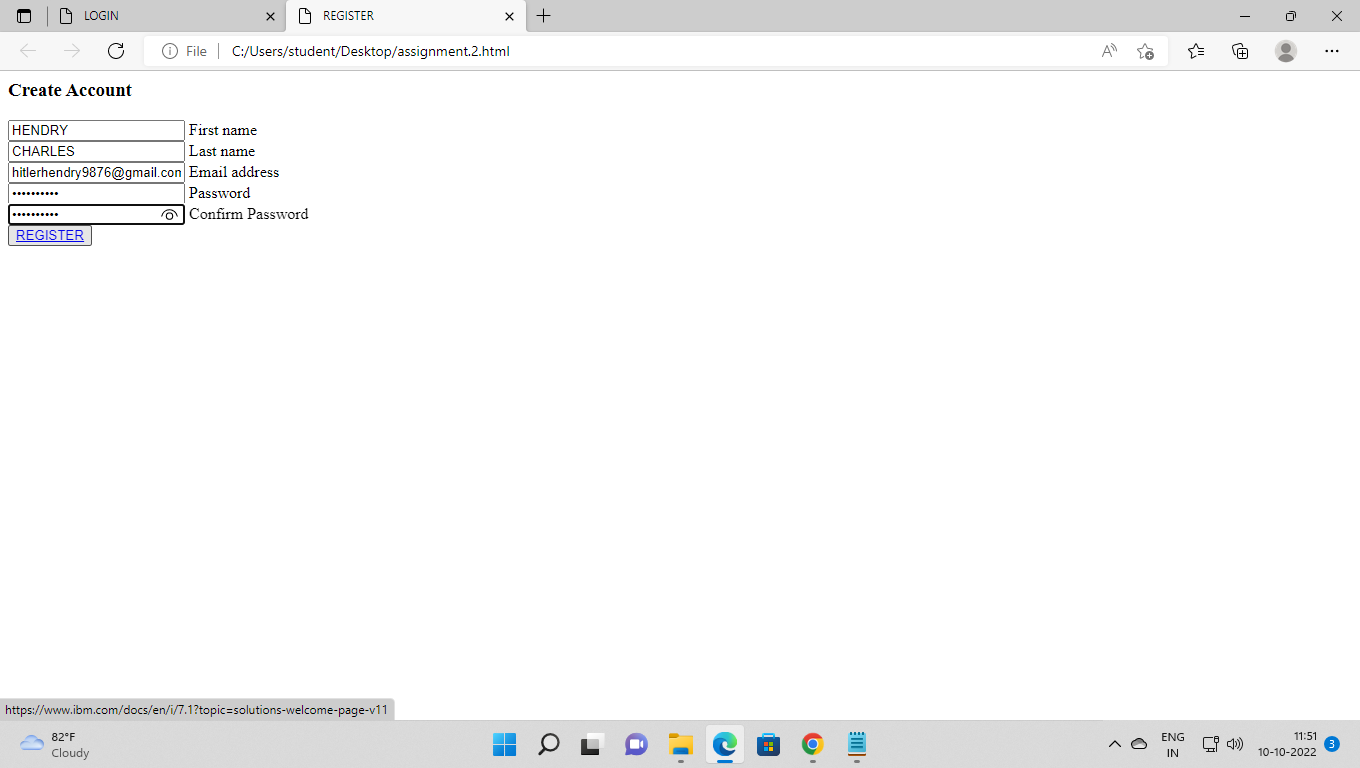 LOGIN
REGISTER
File
C:/Users/student/Desktop/assignment.2.html
Create Account
HENDRY First name
CHARLES Last name
hitlerhendry9876@gmail.con Email address
•••••••••• Password
•••••••••• Confirm Password
REGISTER
https://www.ibm.com/docs/en/i/7.1?topic=solutions-welcome-page-v11
82°F
Cloudy
ENG
IN
11:51
10-10-2022
3